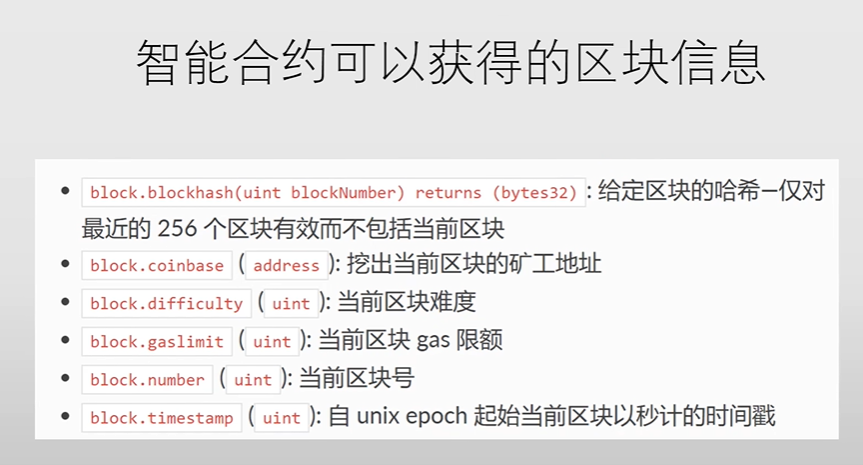 智能合约可以获得的区块信息
• block.blockhash(uint blockNumber) returns (bytes32) : 给定区块的哈希—仅对
最近的 256 个区块有效而不包括当前区块
• block.coinbase ( address ): 挖出当前区块的矿工地址
• block.difficulty ( uint ): 当前区块难度
• block.gaslimit ( uint ): 当前区块 gas 限额
• block.number ( uint ): 当前区块号
• block.timestamp ( uint ): 自 unix epoch 起始当前区块以秒计的时间戳